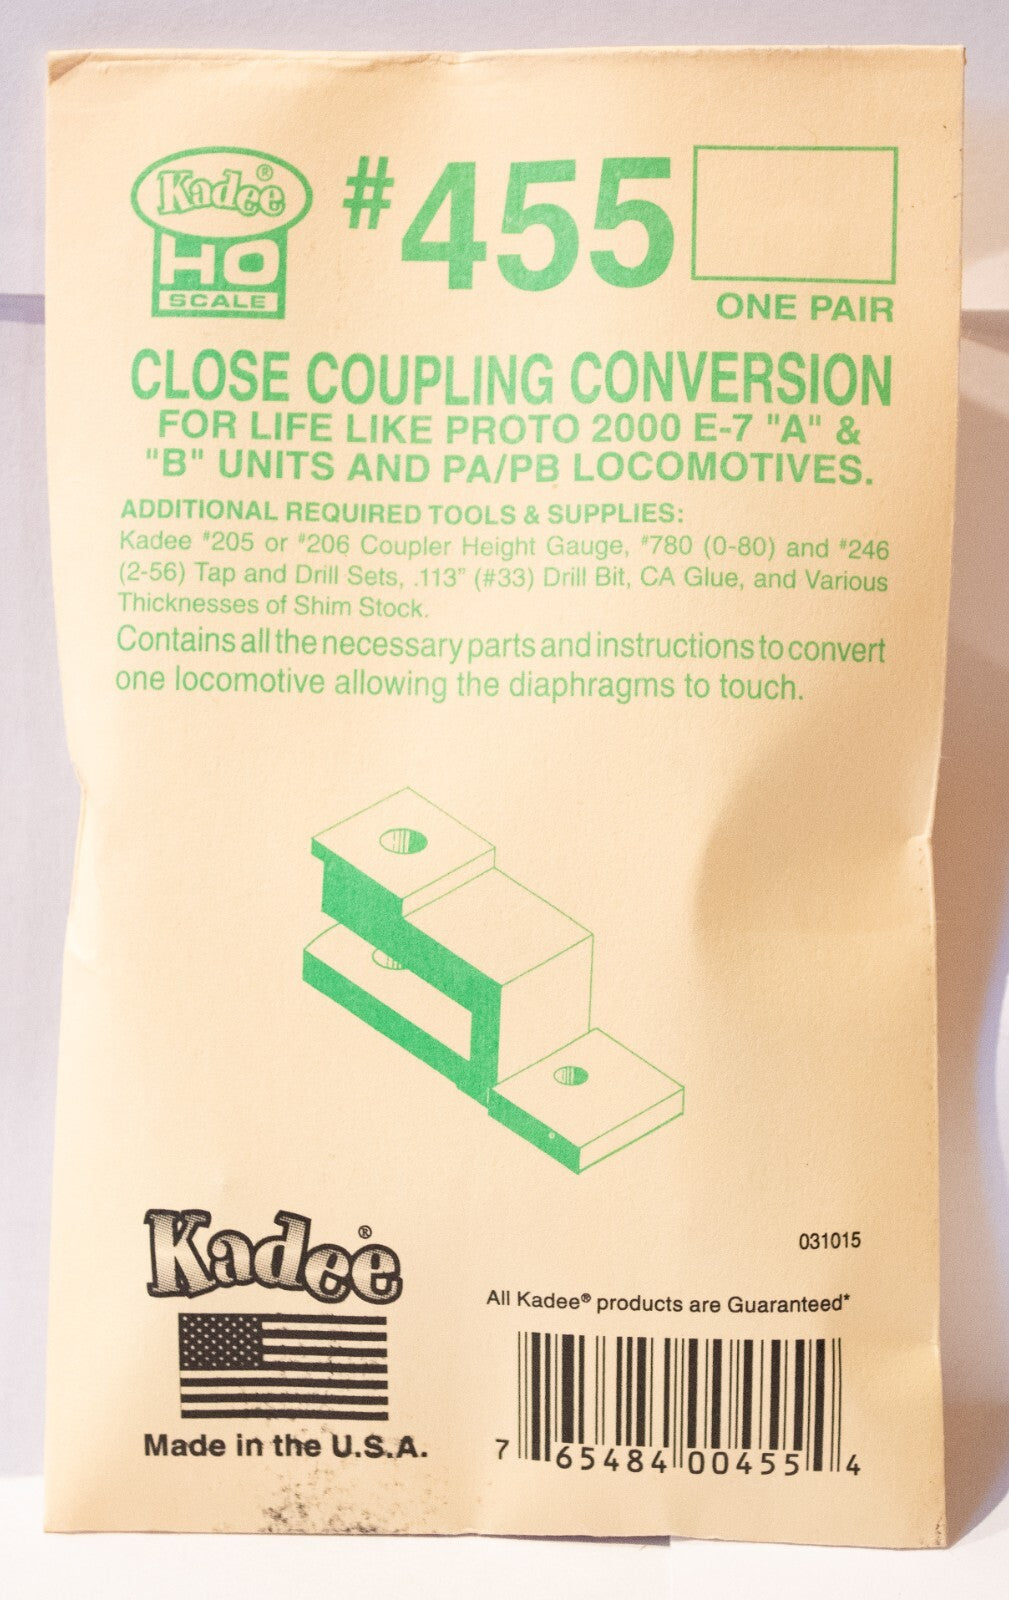 Kadee®
HO
SCALE
#455
ONE PAIR
CLOSE COUPLING CONVERSION
FOR LIFE LIKE PROTO 2000 E-7 "A" &
"B" UNITS AND PA/PB LOCOMOTIVES.
ADDITIONAL REQUIRED TOOLS & SUPPLIES:
Kadee #205 or #206 Coupler Height Gauge, #780 (0-80) and #246
(2-56) Tap and Drill Sets, .113” (#33) Drill Bit, CA Glue, and Various
Thicknesses of Shim Stock.
Contains all the necessary parts and instructions to convert
one locomotive allowing the diaphragms to touch.
Kadee®
Made in the U.S.A.
031015
All Kadee® products are Guaranteed*
7 65484 00455 4